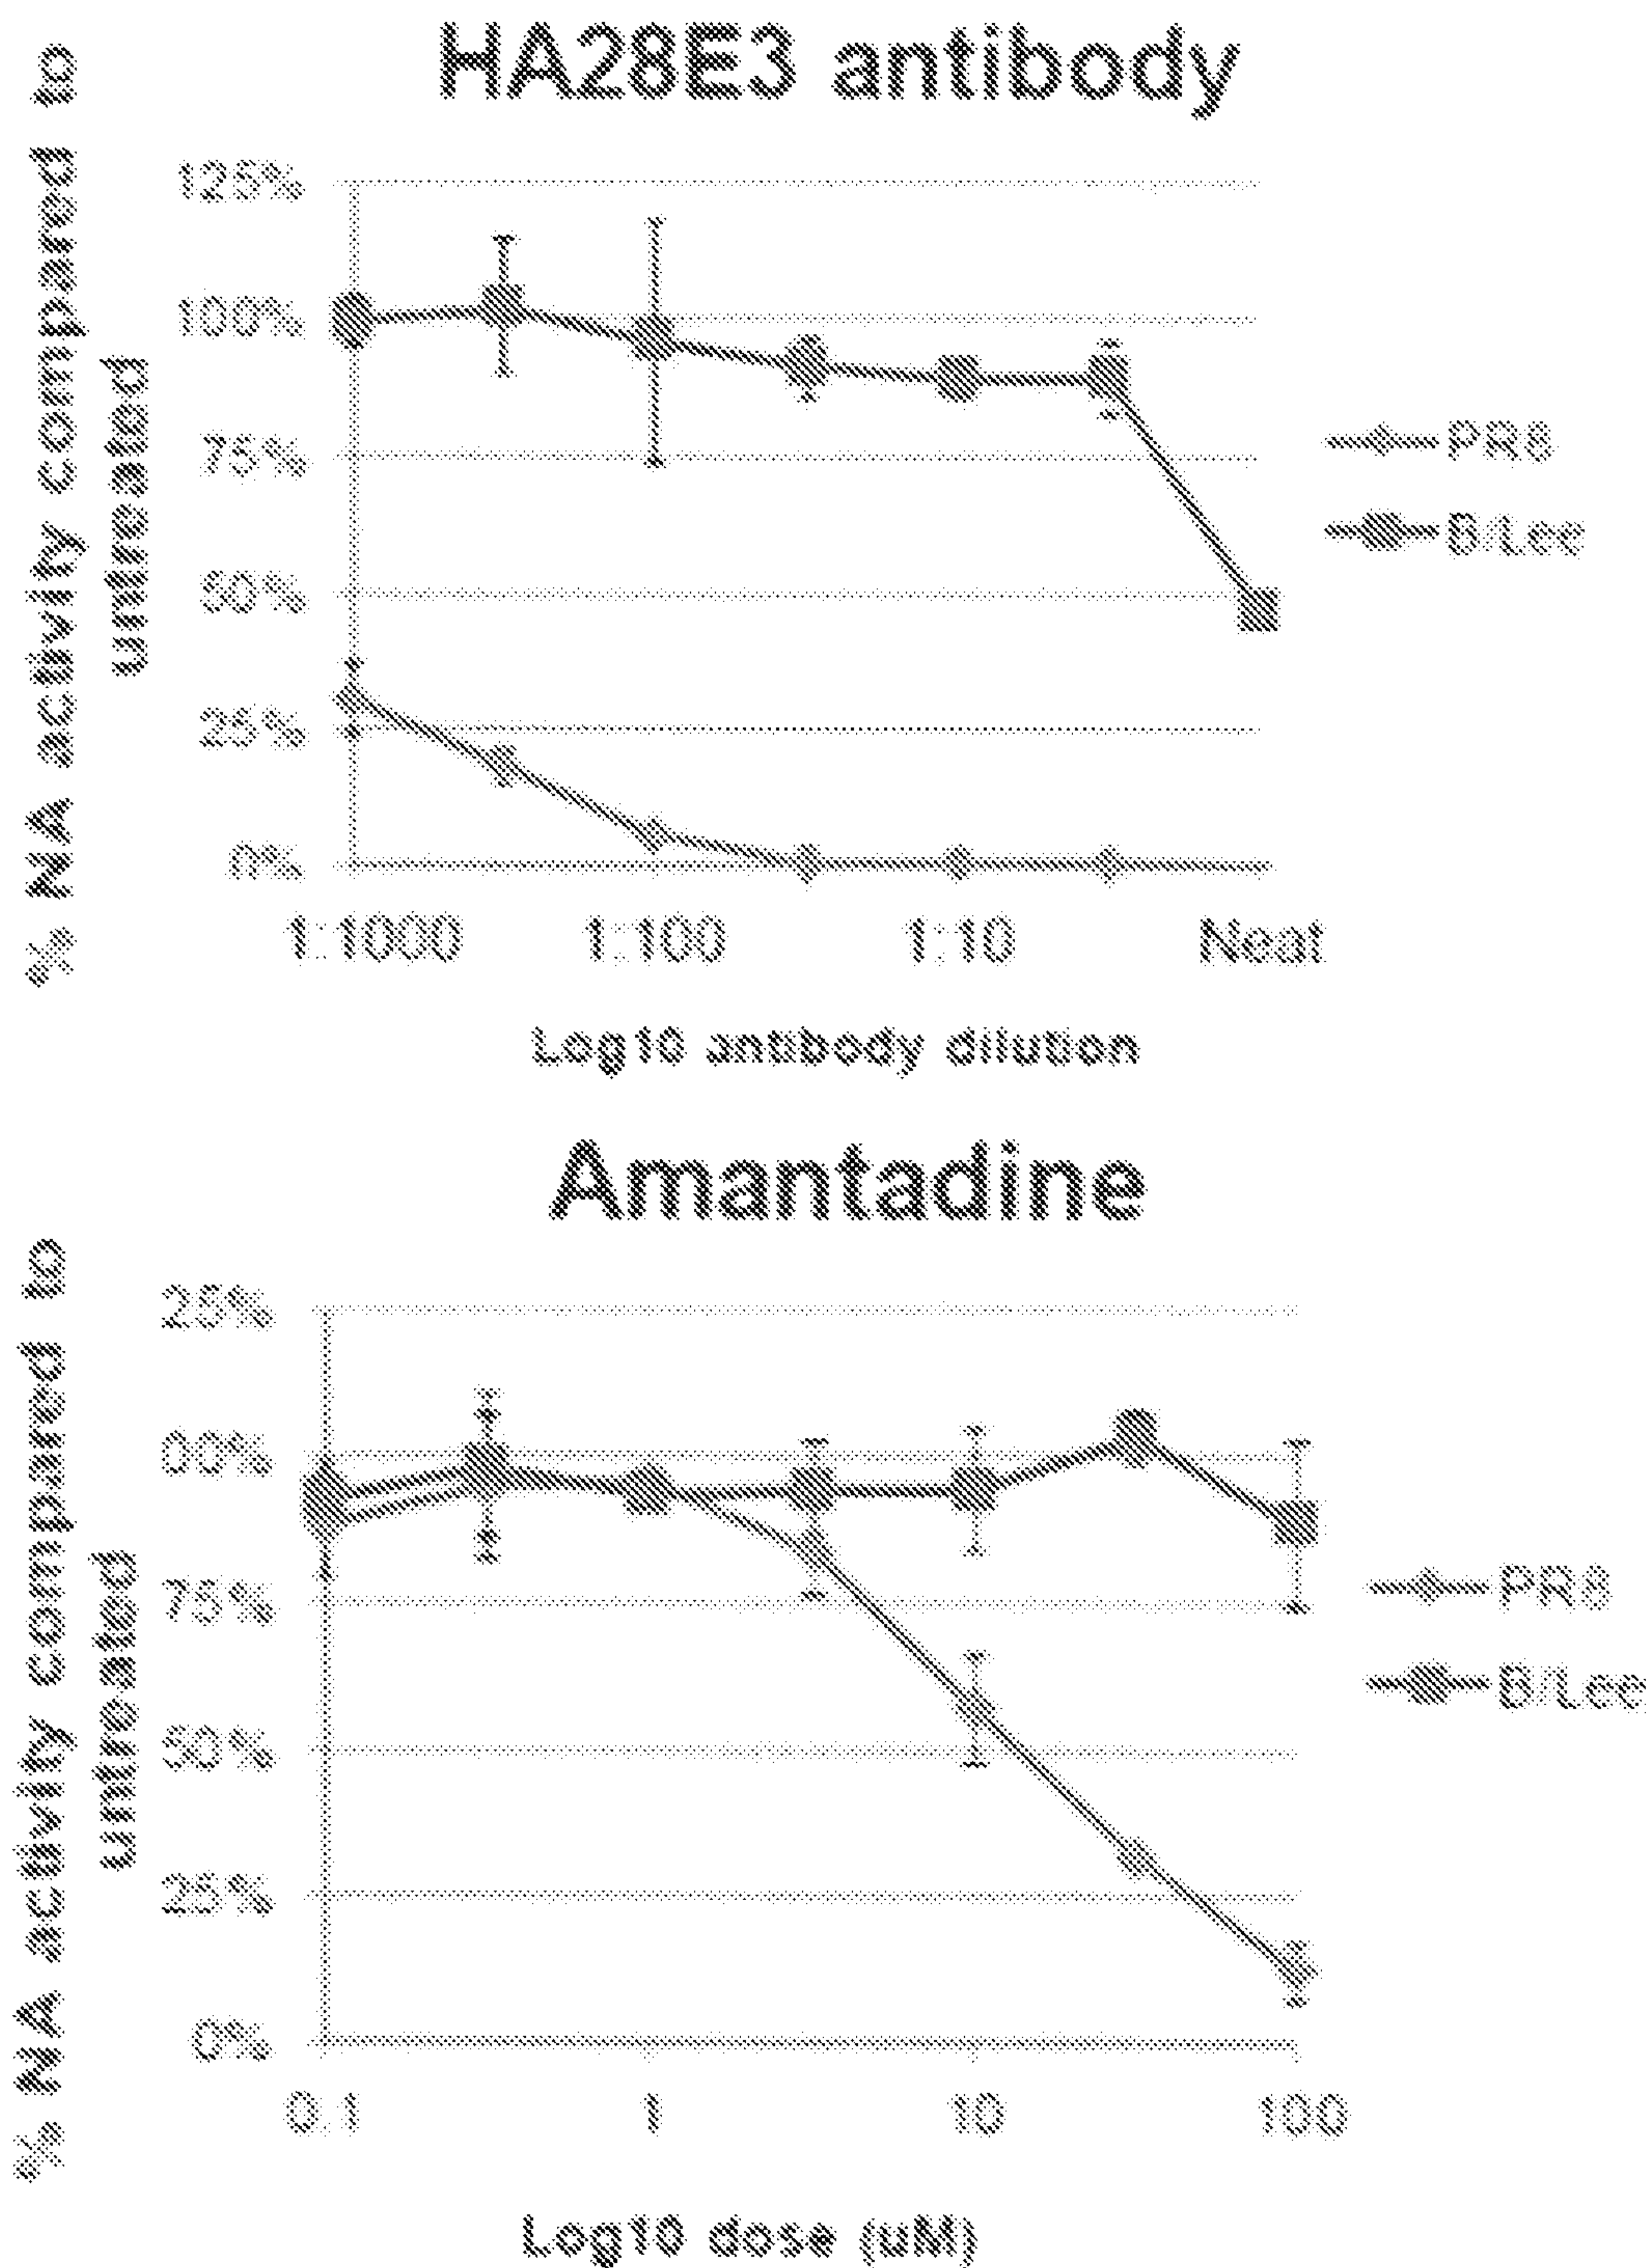 HA28E3 antibody
% NA activity compared to
untreated
125%
100%
75%
50%
25%
0%
1:1000 1:100 1:10 Neat
Log10 antibody dilution
PR8
B/Lee
Amantadine
% NA activity compared to
untreated
25%
00%
75%
50%
25%
0%
0.1 1 10 100
Log10 dose (uM)
PR8
B/Lee